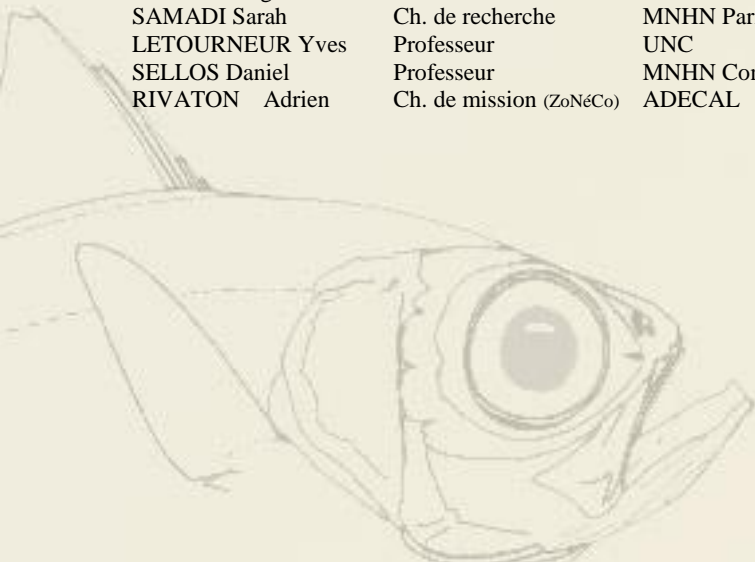 SAMADI Sarah Ch. de recherche MNHN Par
LETOURNEUR Yves Professeur UNC
SELLOS Daniel Professeur MNHN Con
RIVATON Adrien Ch. de mission (ZoNéCo) ADECAL